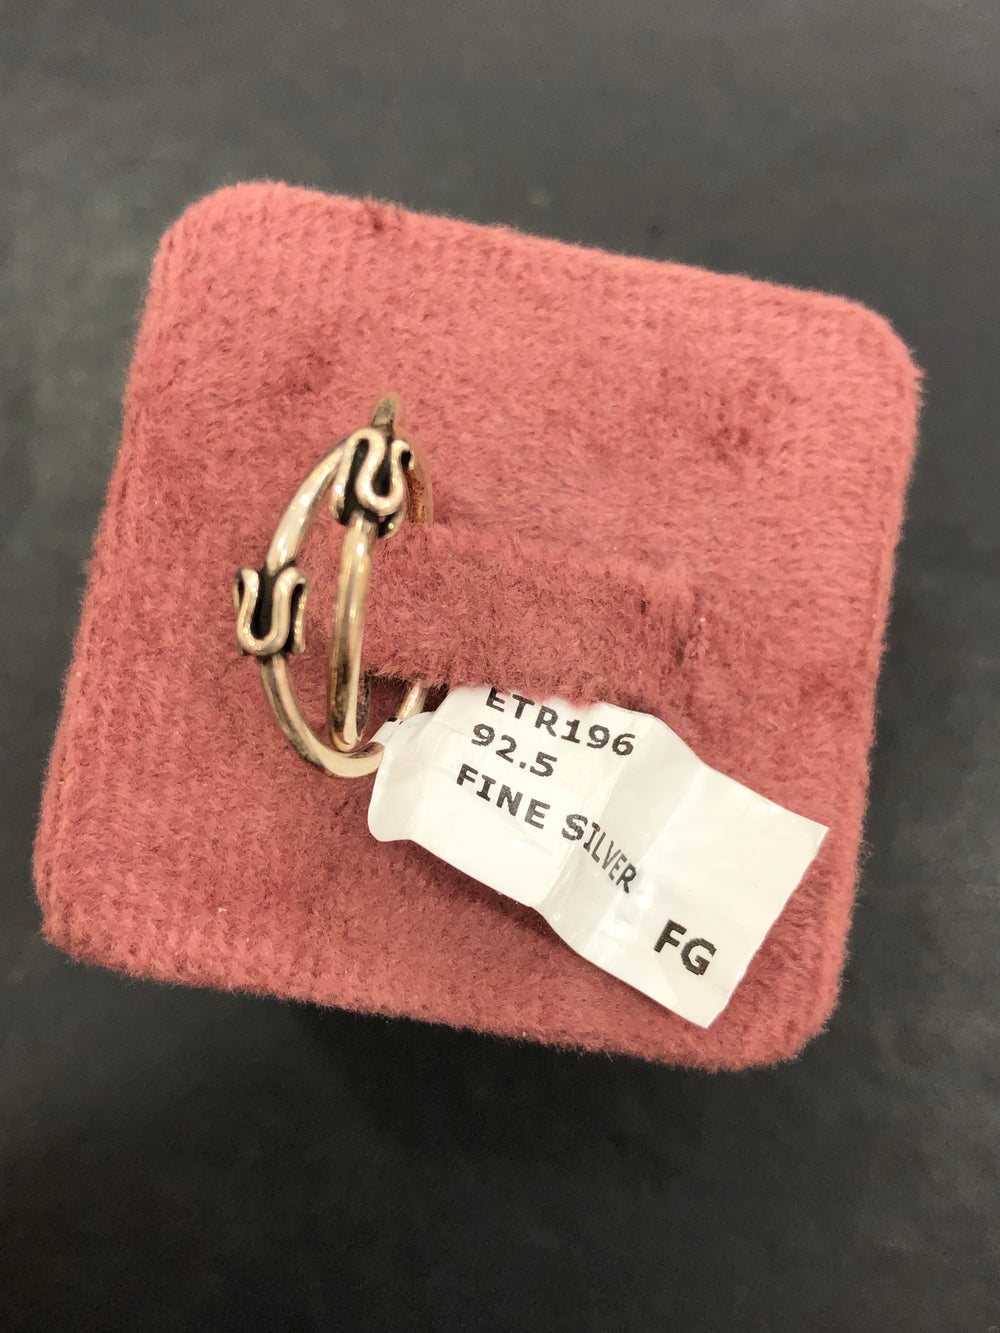 ETR196
92.5
FINE SILVER
FG